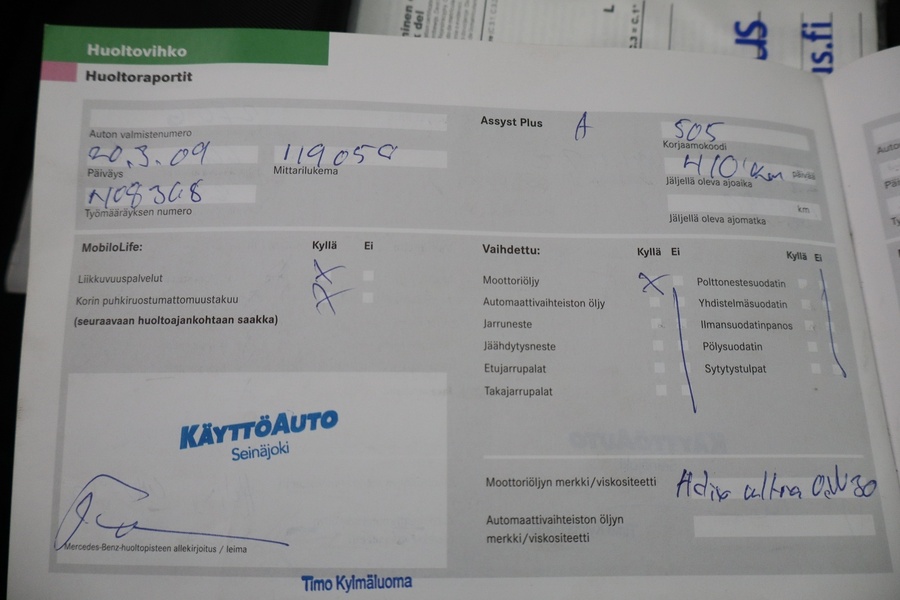 Huoltovihko
Huoltoraportit
Auton valmistenumero
20.3.09
Päiväys
Mittarilukema
Työmääräyksen numero
Assyst Plus A
505
Korjaamokoodi
päivää
Jäljellä oleva ajoaika
km
Jäljellä oleva ajomatka
MobiloLife: Kyllä Ei
Liikkuvuuspalvelut X
Korin puhkiruostumattomuustakuu X
(seuraavaan huoltoajankohtaan saakka)
Vaihdettu: Kyllä Ei Kyllä Ei
Moottoriöljy X Polttonestesuodatin
Automaattivaihteiston öljy Yhdistelmäsuodatin
Jarruneste Ilmansuodatinpanos
Jäähdytysneste Pölysuodatin
Etujarrupalat Sytytystulpat
Takajarrupalat
KÄYTTÖAUTO
Seinäjoki
Mercedes-Benz-huoltopisteen allekirjoitus / leima
Timo Kylmäluoma
Moottoriöljyn merkki/viskositeetti
Automaattivaihteiston öljyn
merkki/viskositeetti
us
us.fi